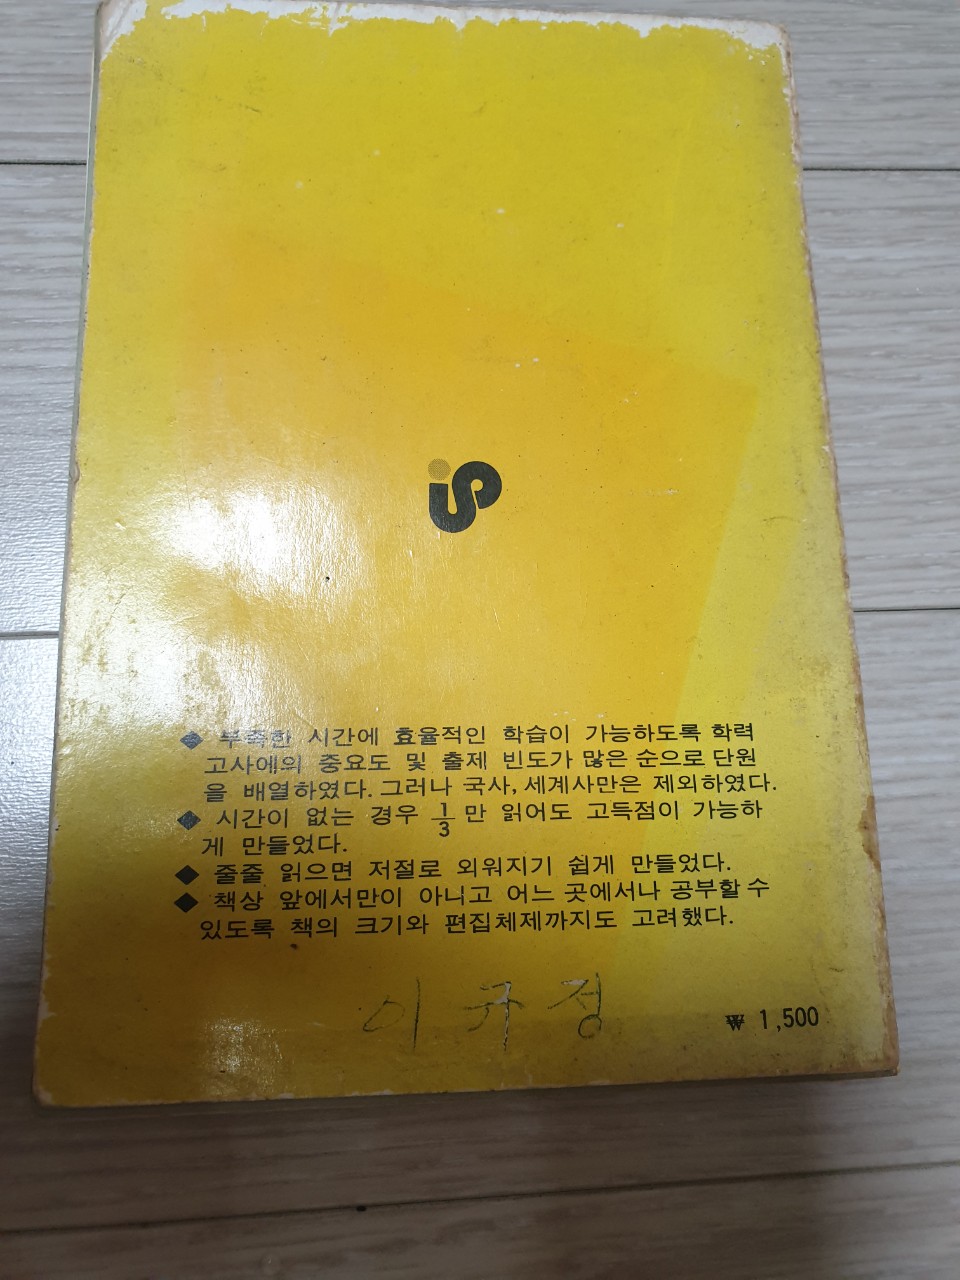 ◆ 부족한 시간에 효율적인 학습이 가능하도록 학력
고사에의 중요도 및 출제 빈도가 많은 순으로 단원
을 배열하였다. 그러나 국사, 세계사만은 제외하였다.
◆ 시간이 없는 경우 1/3 만 읽어도 고득점이 가능하
게 만들었다.
◆ 줄줄 읽으면 저절로 외워지기 쉽게 만들었다.
◆ 책상 앞에서만이 아니고 어느 곳에서나 공부할 수
있도록 책의 크기와 편집체제까지도 고려했다.
이규정
₩ 1,500